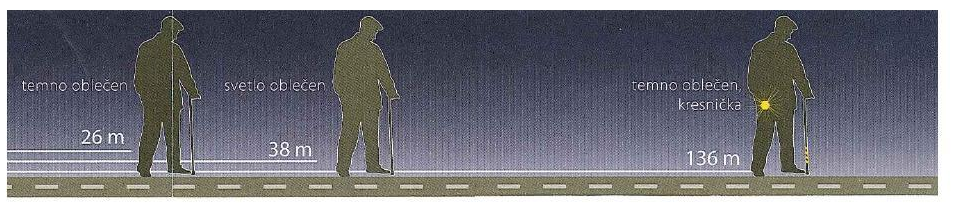 temno oblečen
26 m
svetlo oblečen
38 m
temno oblečen,
kresnička
136 m